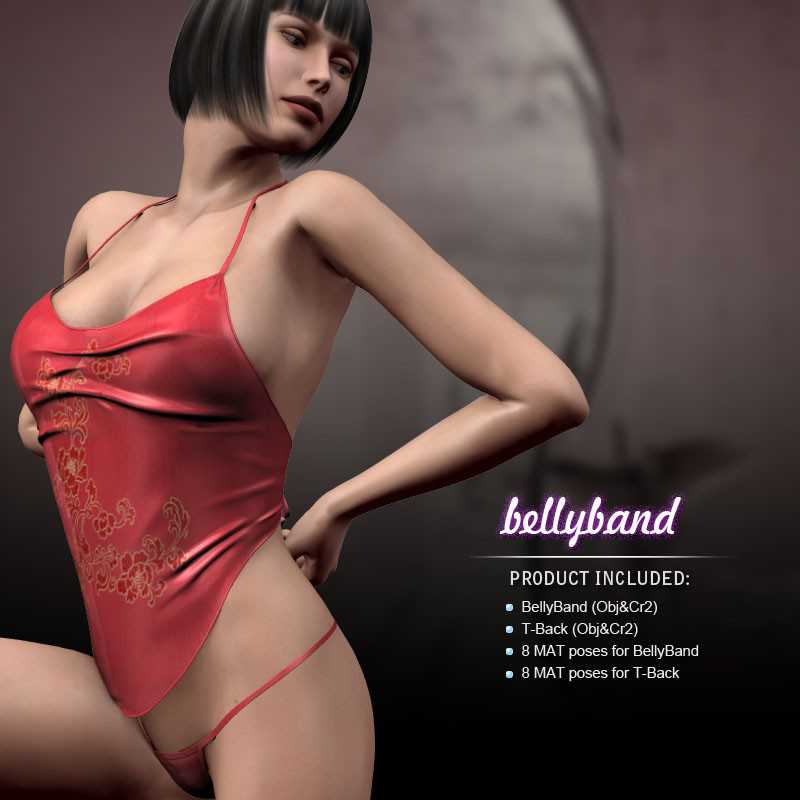 bellyband
PRODUCT INCLUDED:
BellyBand (Obj&Cr2)
T-Back (Obj&Cr2)
8 MAT poses for BellyBand
8 MAT poses for T-Back